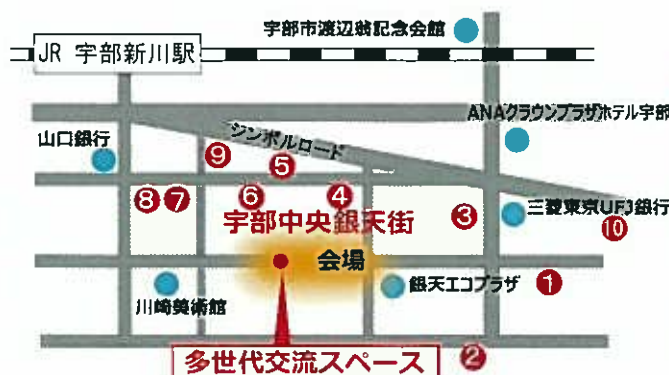 宇部市渡辺翁記念会館
JR 宇部新川駅
ANAクラウンプラザホテル宇部
山口銀行
シンボルロード
⑨
⑤
⑧
⑦
⑥
④
③
三菱東京UFJ銀行
⑩
宇部中央銀天街
会場
川崎美術館
銀天エコプラザ
①
多世代交流スペース
②